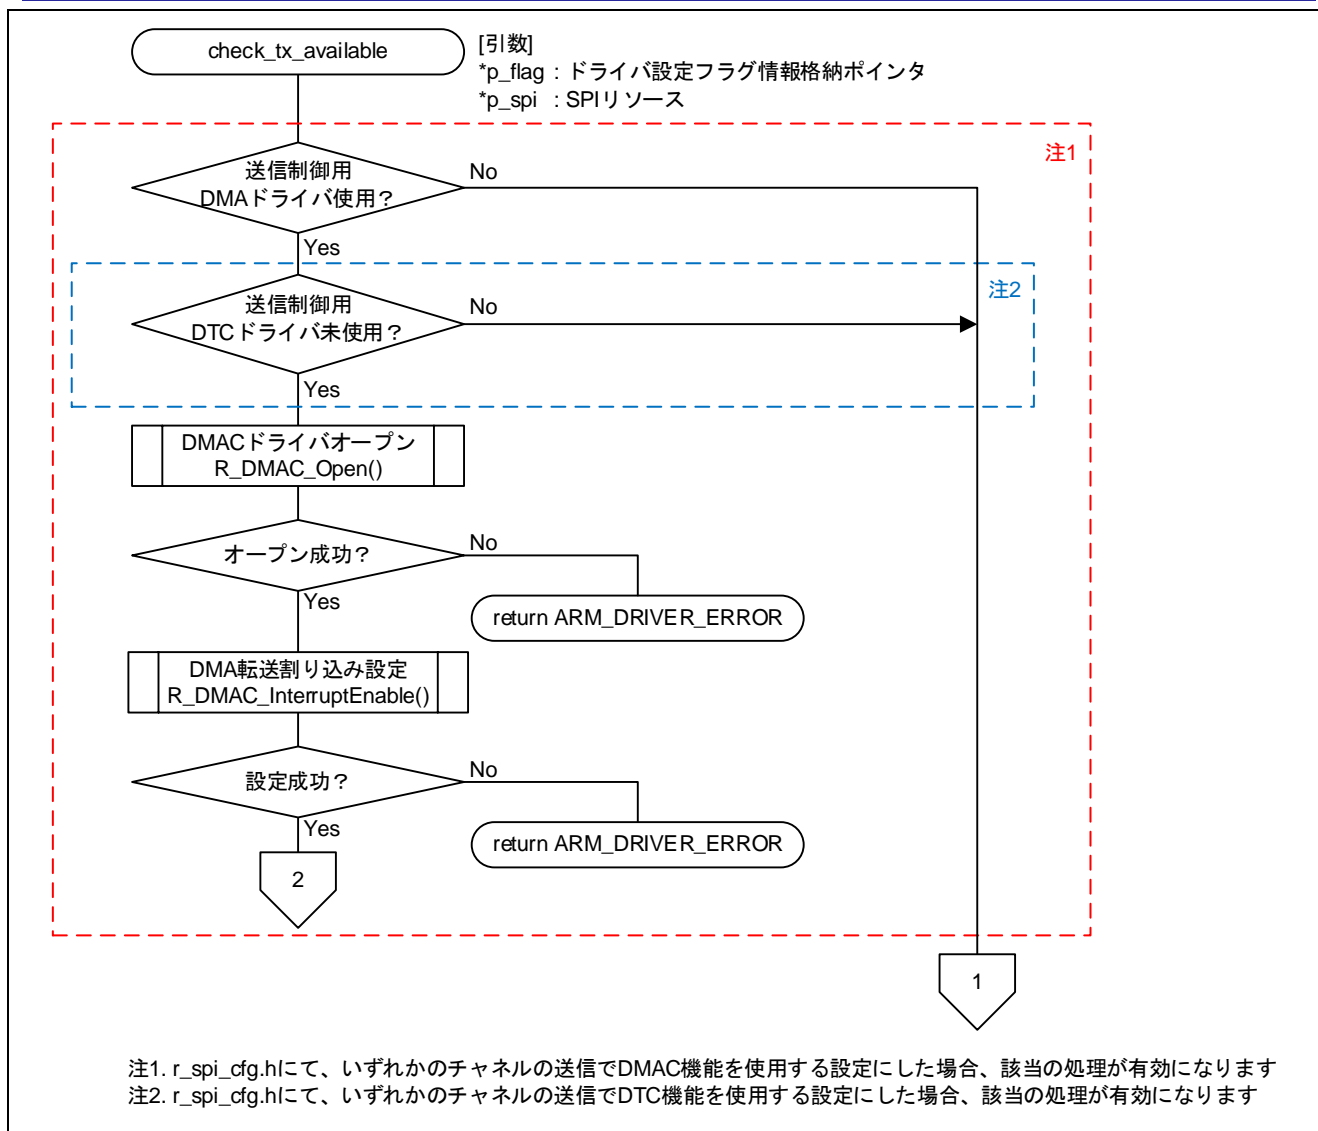 check_tx_available
[引数]
*p_flag : ドライバ設定フラグ情報格納ポインタ
*p_spi : SPIリソース
注1
送信制御用
DMAドライバ使用？
No
Yes
注2
送信制御用
DTCドライバ未使用？
No
Yes
DMACドライバオープン
R_DMAC_Open()
オープン成功？
No
Yes
return ARM_DRIVER_ERROR
DMA転送割り込み設定
R_DMAC_InterruptEnable()
設定成功？
No
Yes
return ARM_DRIVER_ERROR
2
1
注1. r_spi_cfg.hにて、いずれかのチャネルの送信でDMAC機能を使用する設定にした場合、該当の処理が有効になります
注2. r_spi_cfg.hにて、いずれかのチャネルの送信でDTC機能を使用する設定にした場合、該当の処理が有効になります